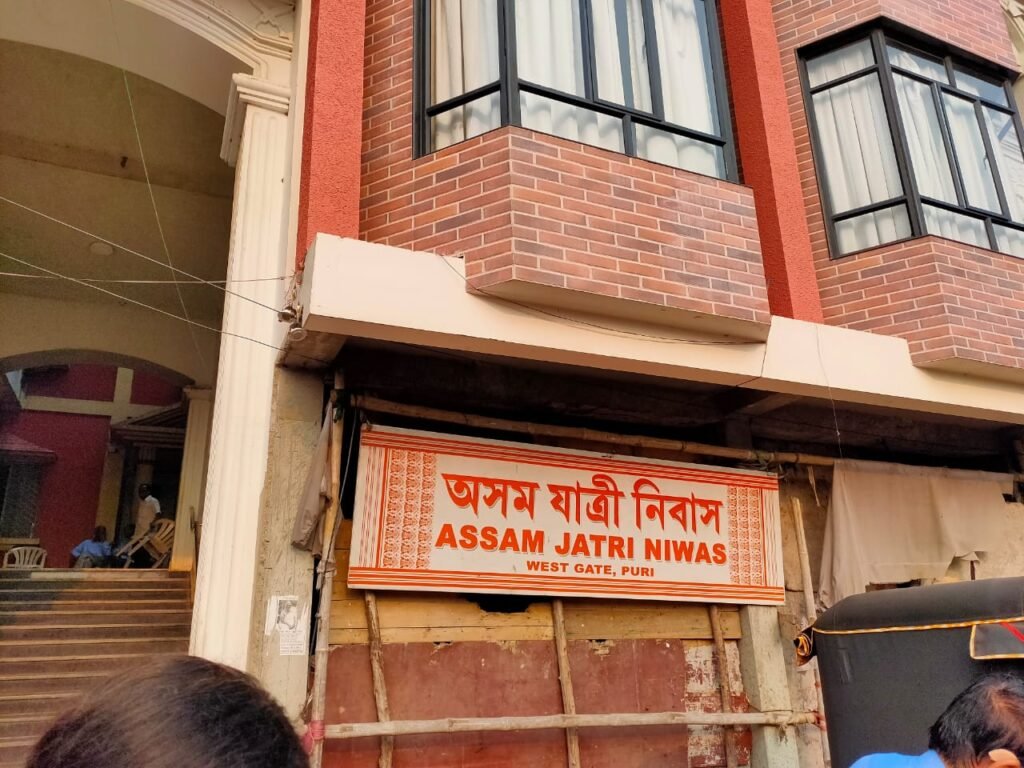 অসম যাত্ৰী নিবাস
ASSAM JATRI NIWAS
WEST GATE, PURI